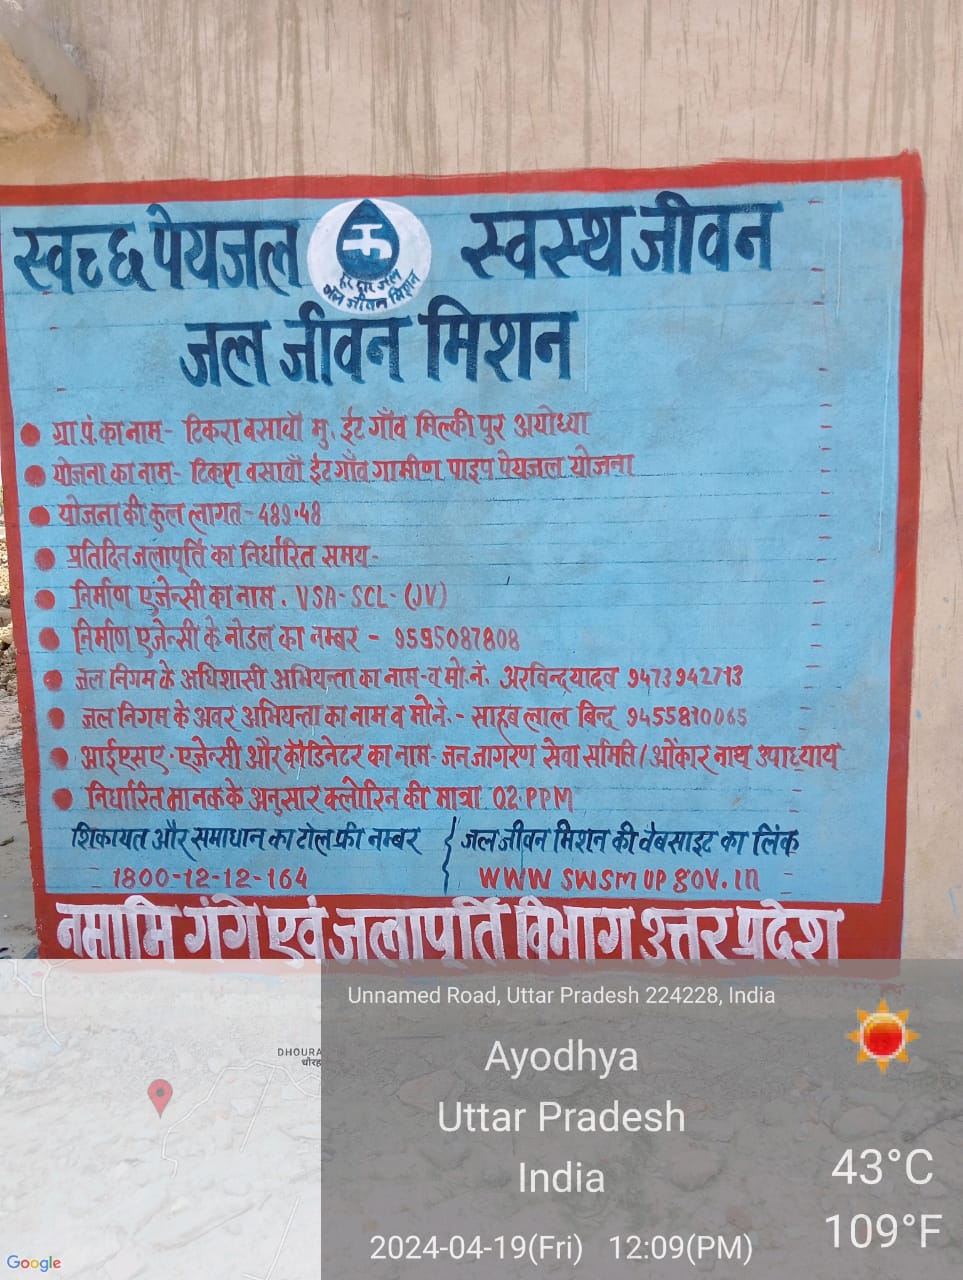 स्वच्छ पेयजल स्वस्थ जीवन
हर घर जल
जल जीवन मिशन
जल जीवन मिशन
ग्रा पं. का नाम- टिकरा बसावाँ मु. ईट गाँव मिल्कीपुर अयोध्या
योजना का नाम- टिकरा बसावाँ ईट गाँव गामीण पाइप पेयजल योजना
योजना की कुल लागत- 489.48
प्रतिदिन जलापूर्ति का निर्धारित समय-
निर्माण एजेन्सी का नाम. VSA-SCL-(JV)
निर्माण एजेन्सी के नोडल का नम्बर - 9595087808
जल निगम के अधिशासी अभियन्ता का नाम-व मो.नं. अरविन्द यादव 9473942713
जल निगम के अवर अभियन्ता का नाम व मो नं.- साहब लाल बिन्द 9455810065
आईएसए. एजेन्सी और कोडिनेटर का नाम- जन जागरण सेवा समिति/ओंकार नाथ उपाध्याय
निर्धारित मानक के अनुसार क्लोरिन की मात्रा 02.PPM
शिकायत और समाधान का टोल फ्री नम्बर जल जीवन मिशन की वेबसाइट का लिंक
1800-12-12-164 WWW SWSM UP GOV.in
नमामि गंगे एवं जलापूर्ति विभाग उत्तर प्रदेश
Unnamed Road, Uttar Pradesh 224228, India
Ayodhya
Uttar Pradesh
India
2024-04-19(Fri) 12:09(PM)
43°C
109°F
DHOURA
धौरह
Google